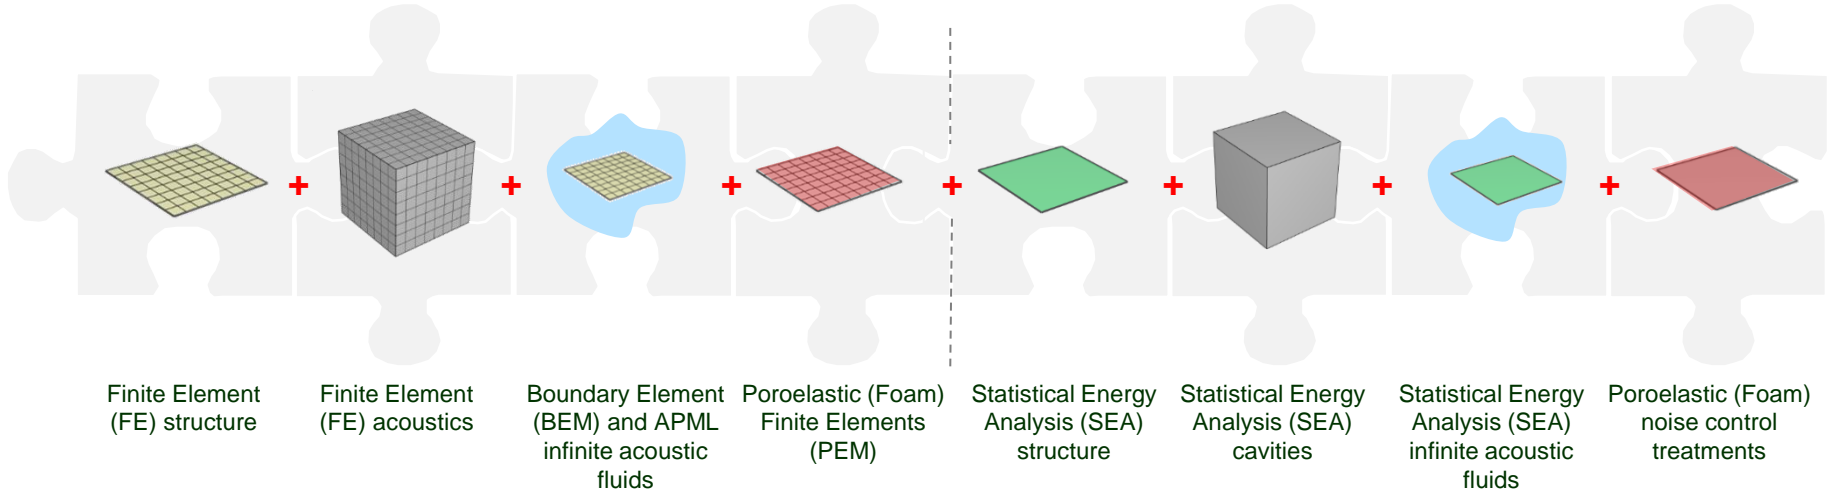 Finite Element
(FE) structure
Finite Element
(FE) acoustics
Boundary Element
(BEM) and APML
infinite acoustic
fluids
Poroelastic (Foam)
Finite Elements
(PEM)
Statistical Energy
Analysis (SEA)
structure
Statistical Energy
Analysis (SEA)
cavities
Statistical Energy
Analysis (SEA)
infinite acoustic
fluids
Poroelastic (Foam)
noise control
treatments